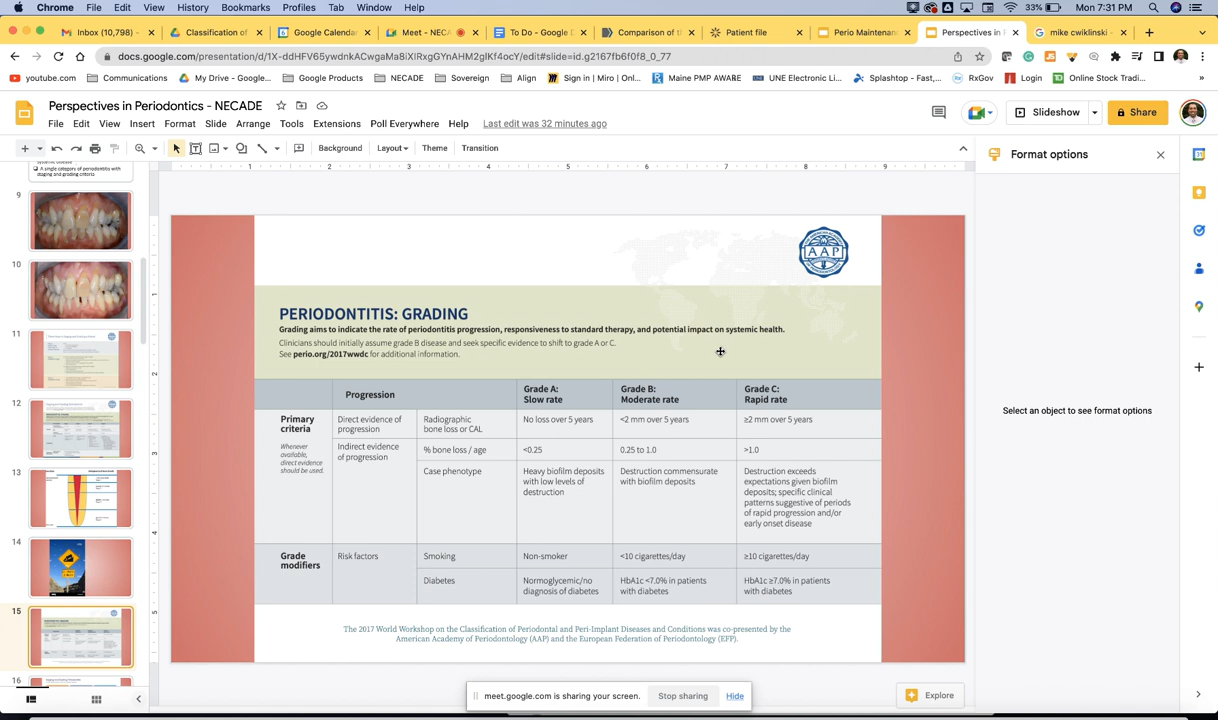 Chrome File Edit View History Bookmarks Profiles Tab Window Help 33% Mon 7:31 PM
Inbox (10,798) - Classification of Google Calendar Meet - NECA To Do - Google D Comparison of th Patient file Perio Maintenanc Perspectives in P mike cwiklinski -
docs.google.com/presentation/d/1X-ddHFV65ywdnkACwgaMa8iXlRxgGYnAHM2gIKf4ocY/edit#slide=id.g2167fb6f0f8_0_77
youtube.com Communications My Drive - Google... Google Products NECADE Sovereign Align Sign in | Miro | Onl... Maine PMP AWARE UNE Electronic Li... Splashtop - Fast,... RxGov Login Online Stock Tradi...
Perspectives in Periodontics - NECADE
Slideshow Share
File Edit View Insert Format Slide Arrange Tools Extensions Poll Everywhere Help Last edit was 32 minutes ago
Background Layout Theme Transition
Format options
Select an object to see format options
A single category of periodontitis with
staging and grading criteria
9
10
11
12
13
14
15
16
1 2 3 4 5 6 7 8 9
1
2
3
4
5
AAP
PERIODONTITIS: GRADING
Grading aims to indicate the rate of periodontitis progression, responsiveness to standard therapy, and potential impact on systemic health.
Clinicians should initially assume grade B disease and seek specific evidence to shift to grade A or C.
See perio.org/2017wwdc for additional information.
Progression
Grade A:
Slow rate
Grade B:
Moderate rate
Grade C:
Rapid rate
Primary
criteria
Whenever
available,
direct evidence
should be used.
Direct evidence of
progression
Radiographic
bone loss or CAL
No loss over 5 years
<2 mm over 5 years
≥2 mm over 5 years
Indirect evidence
of progression
% bone loss / age
<0.25
0.25 to 1.0
>1.0
Case phenotype
Heavy biofilm deposits
with low levels of
destruction
Destruction commensurate
with biofilm deposits
Destruction exceeds
expectations given biofilm
deposits; specific clinical
patterns suggestive of periods
of rapid progression and/or
early onset disease
Grade
modifiers
Risk factors
Smoking
Non-smoker
<10 cigarettes/day
≥10 cigarettes/day
Diabetes
Normoglycemic/no
diagnosis of diabetes
HbA1c <7.0% in patients
with diabetes
HbA1c ≥7.0% in patients
with diabetes
The 2017 World Workshop on the Classification of Periodontal and Peri-Implant Diseases and Conditions was co-presented by the
American Academy of Periodontology (AAP) and the European Federation of Periodontology (EFP).
meet.google.com is sharing your screen. Stop sharing Hide
Explore